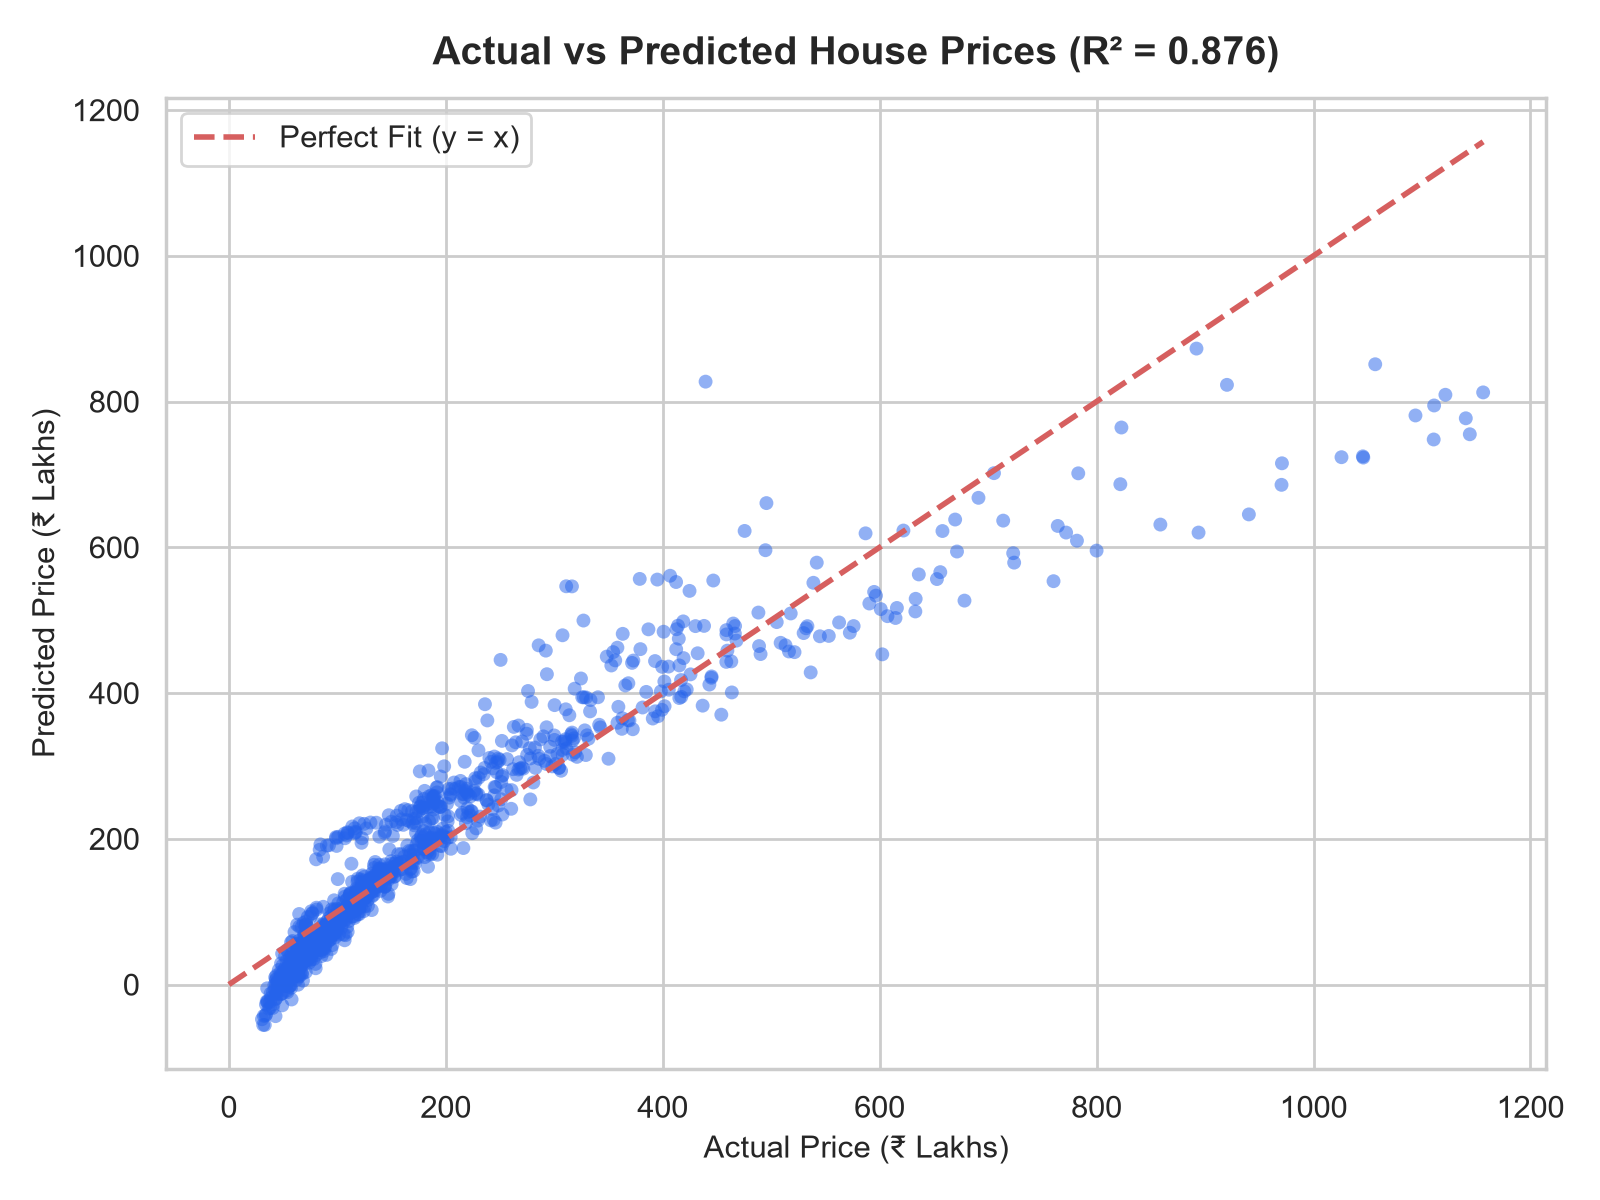 Actual vs Predicted House Prices (R² = 0.876)
Perfect Fit (y = x)
Predicted Price (₹ Lakhs)
1200
1000
800
600
400
200
0
0 200 400 600 800 1000 1200
Actual Price (₹ Lakhs)